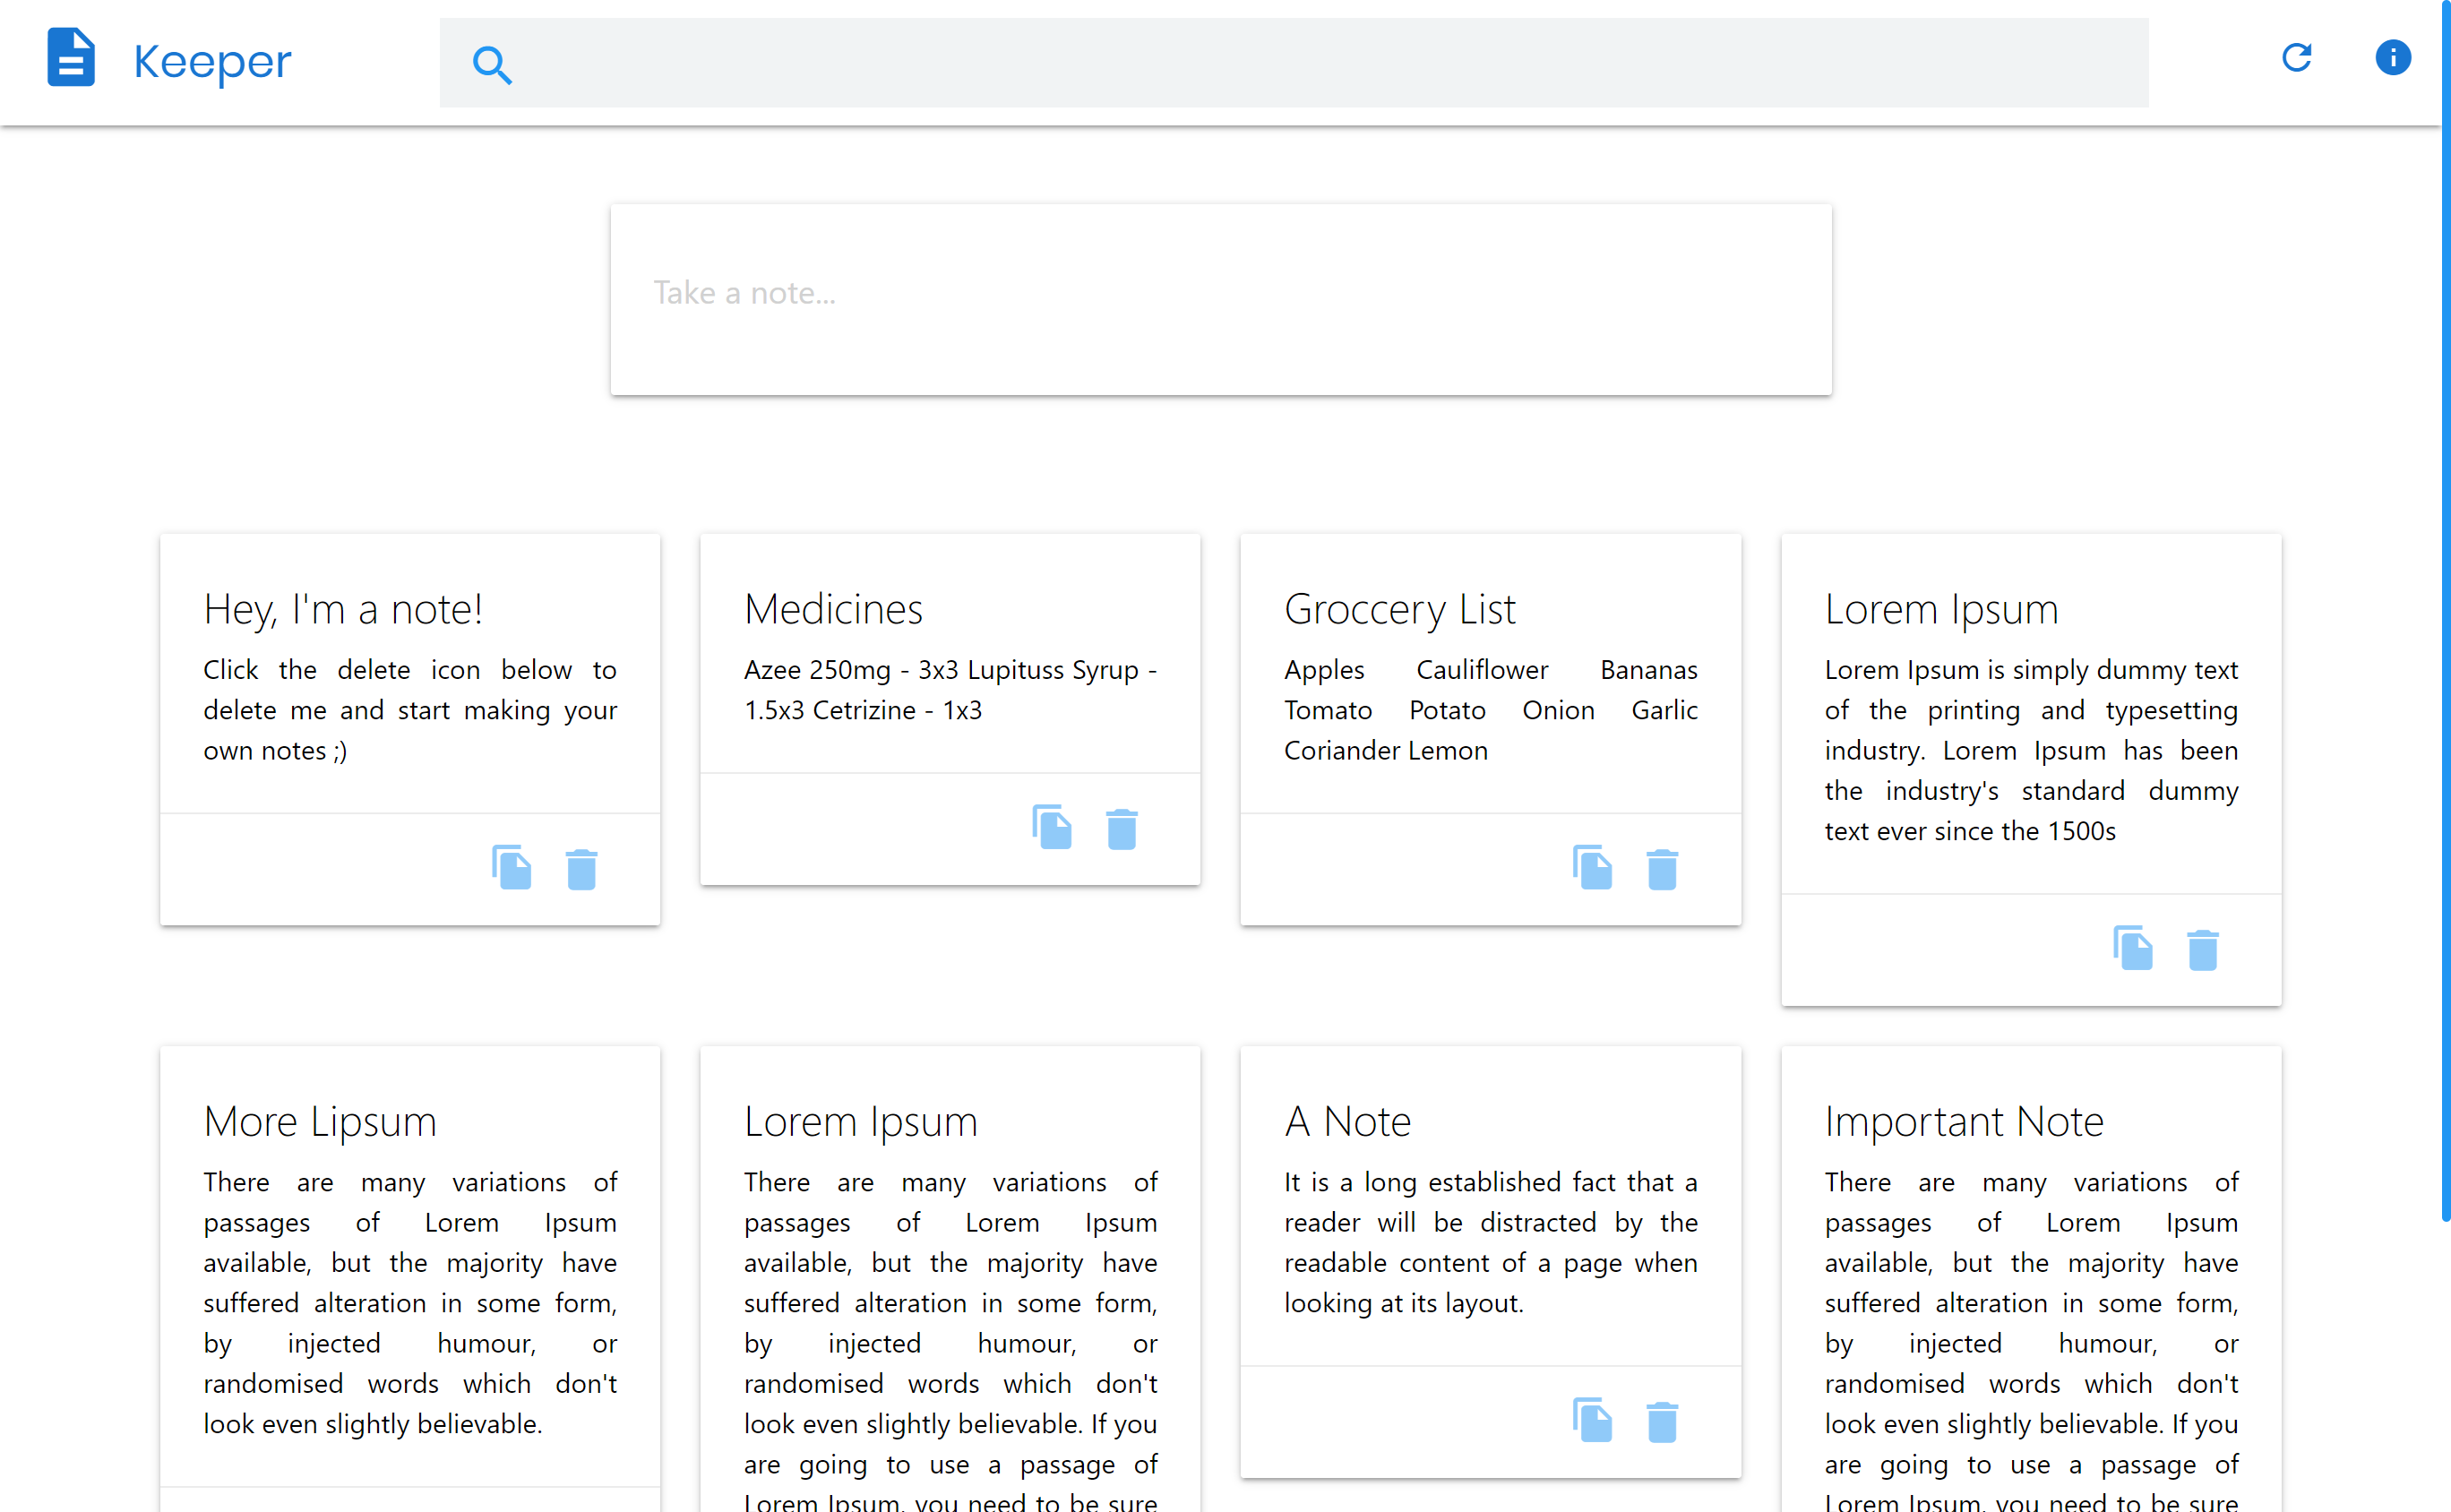 Keeper
Take a note...
Hey, I'm a note!
Click the delete icon below to
delete me and start making your
own notes ;)
Medicines
Azee 250mg - 3x3 Lupituss Syrup -
1.5x3 Cetrizine - 1x3
Groccery List
Apples Cauliflower Bananas
Tomato Potato Onion Garlic
Coriander Lemon
Lorem Ipsum
Lorem Ipsum is simply dummy text
of the printing and typesetting
industry. Lorem Ipsum has been
the industry's standard dummy
text ever since the 1500s
More Lipsum
There are many variations of
passages of Lorem Ipsum
available, but the majority have
suffered alteration in some form,
by injected humour, or
randomised words which don't
look even slightly believable.
Lorem Ipsum
There are many variations of
passages of Lorem Ipsum
available, but the majority have
suffered alteration in some form,
by injected humour, or
randomised words which don't
look even slightly believable. If you
are going to use a passage of
Lorem Ipsum, you need to be sure
A Note
It is a long established fact that a
reader will be distracted by the
readable content of a page when
looking at its layout.
Important Note
There are many variations of
passages of Lorem Ipsum
available, but the majority have
suffered alteration in some form,
by injected humour, or
randomised words which don't
look even slightly believable. If you
are going to use a passage of
Lorem Ipsum, you need to be sure